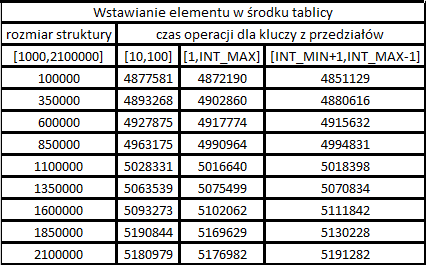 Wstawianie elementu w środku tablicy
rozmiar struktury czas operacji dla kluczy z przedziałów
[1000,2100000] [10,100] [1,INT_MAX] [INT_MIN+1,INT_MAX-1]
100000 4877581 4872190 4851129
350000 4893268 4902860 4880616
600000 4927875 4917774 4915632
850000 4963175 4990964 4994831
1100000 5028331 5016640 5018398
1350000 5063539 5075499 5070834
1600000 5093273 5102062 5111842
1850000 5190844 5169629 5130228
2100000 5180979 5176982 5191282